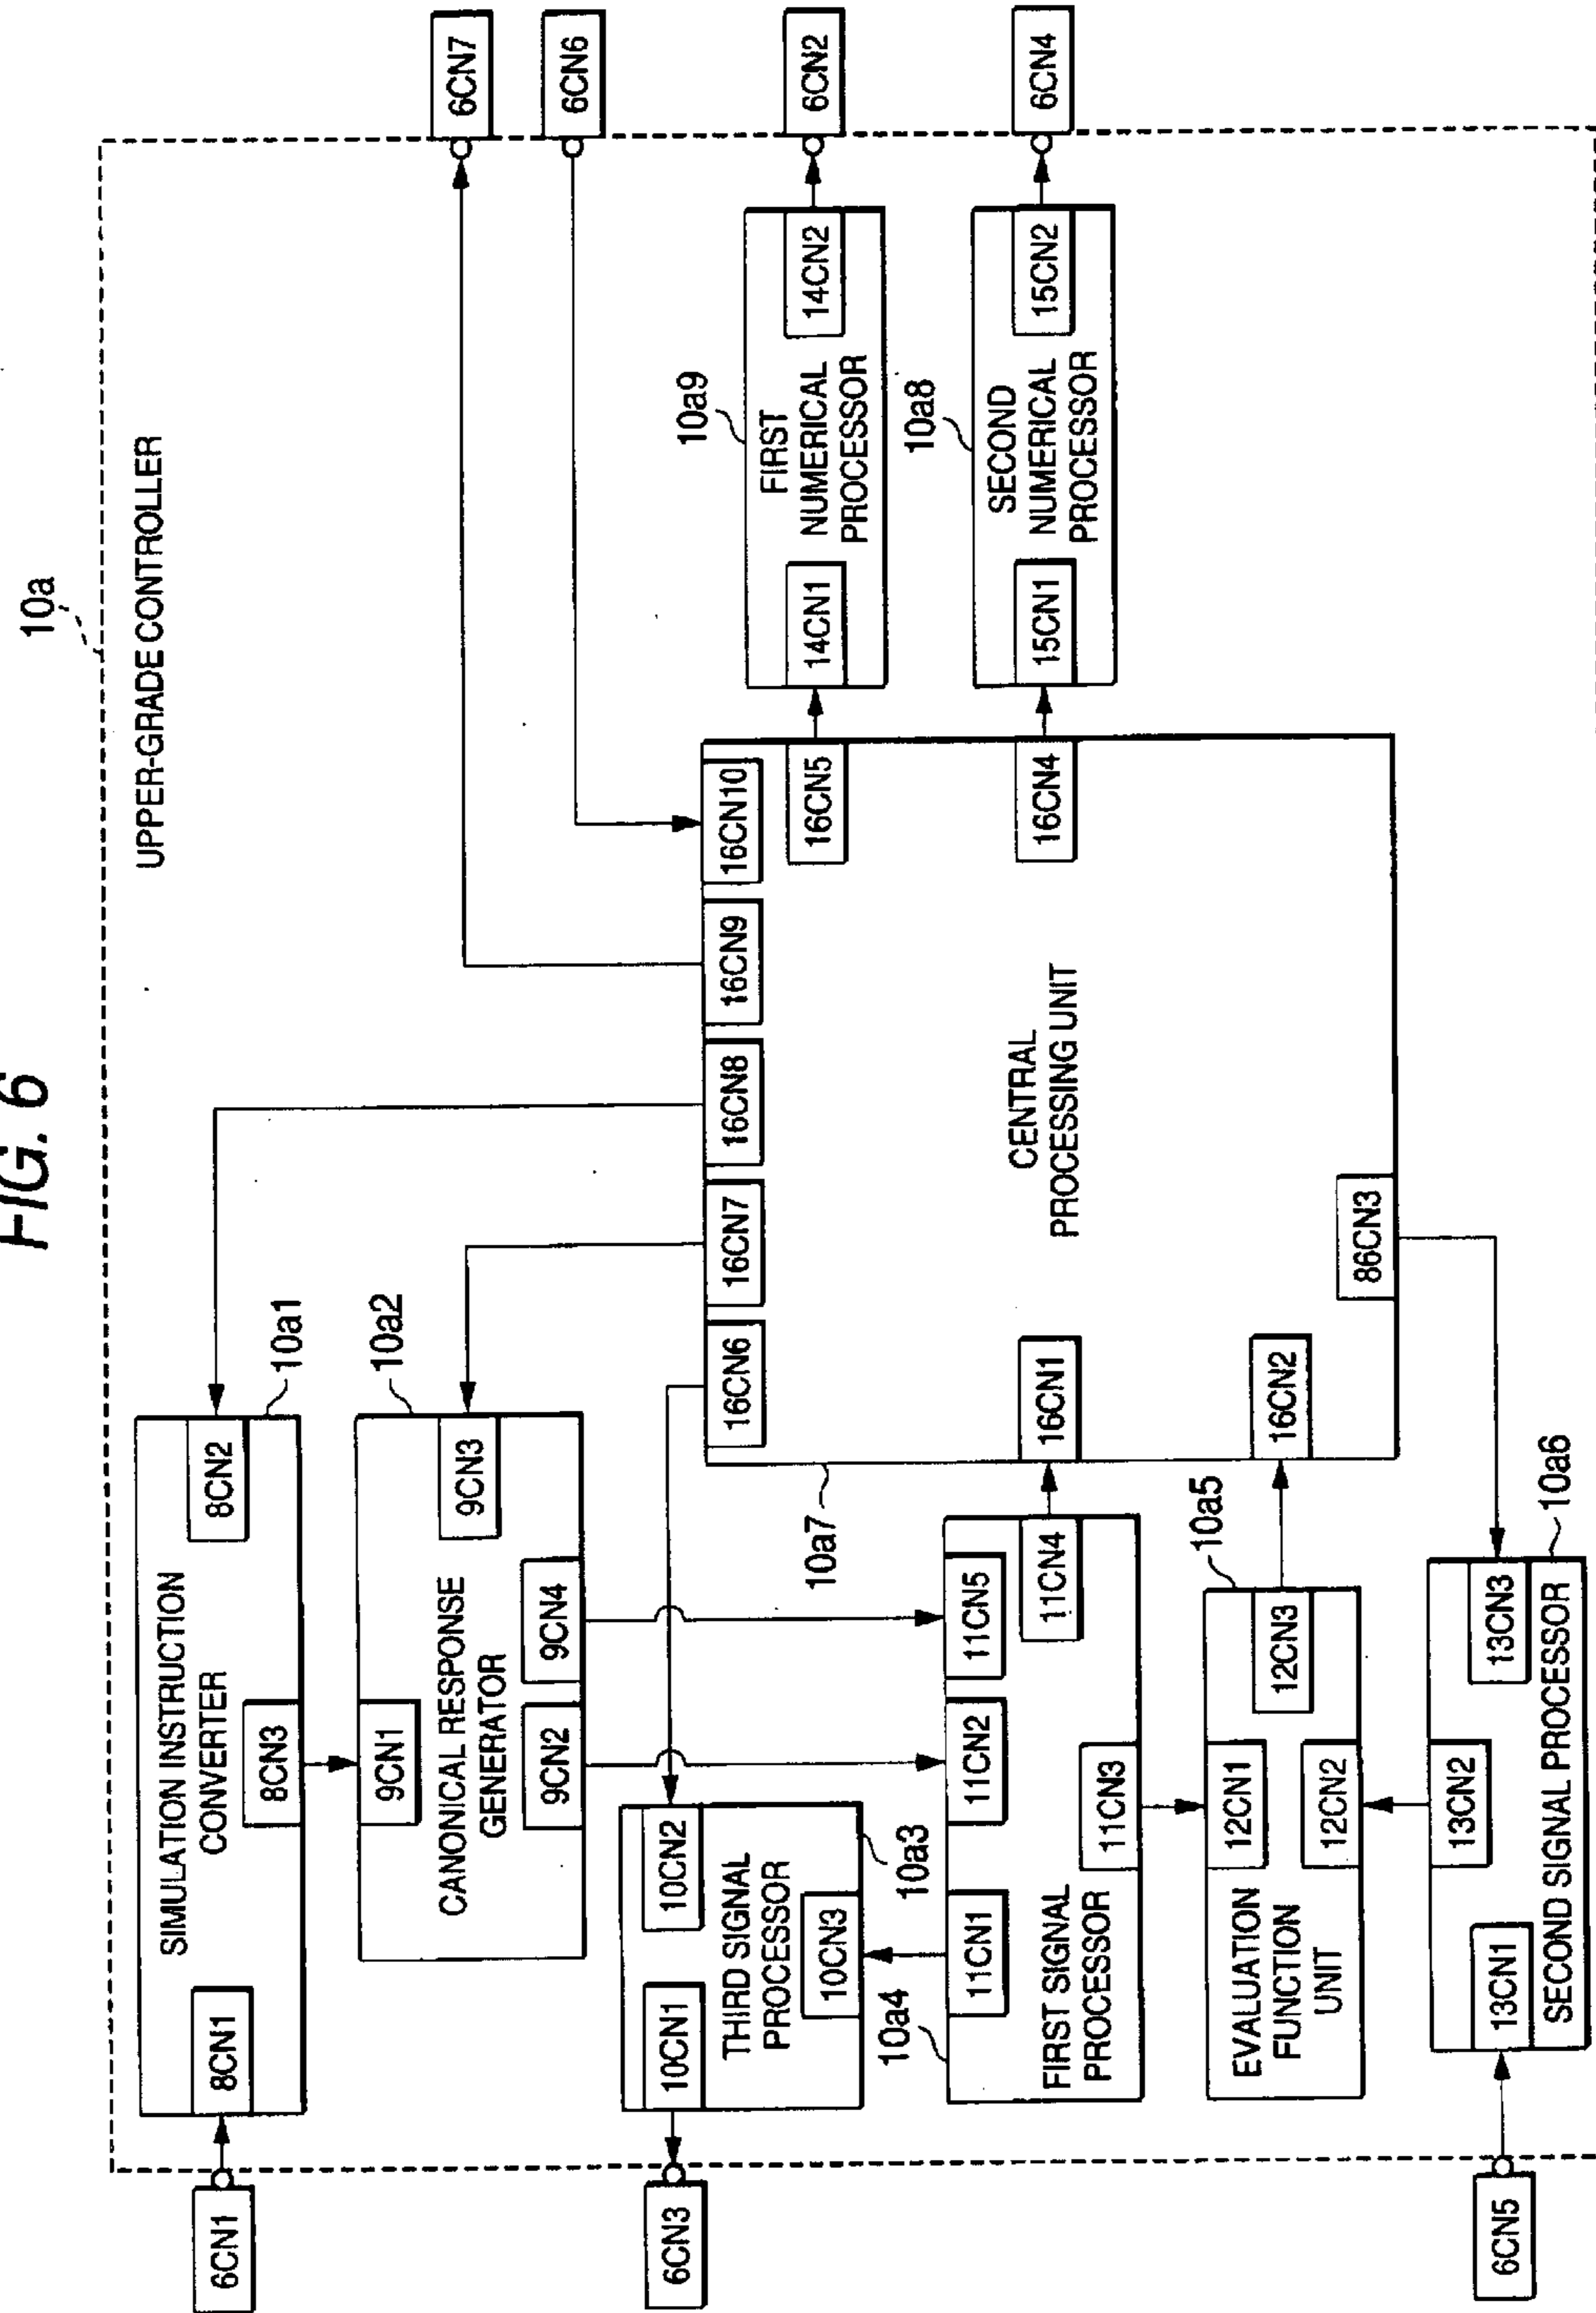 FIG. 6
10a
UPPER-GRADE CONTROLLER
6CN1
8CN1
SIMULATION INSTRUCTION
CONVERTER
8CN3
8CN2
10a1
9CN1
CANONICAL RESPONSE
GENERATOR
9CN2
9CN4
9CN3
10a2
6CN7
6CN6
6CN3
10CN1
THIRD SIGNAL
PROCESSOR
10CN2
10CN3
10a3
10a4
11CN1
11CN2
11CN5
FIRST SIGNAL
PROCESSOR
11CN3
11CN4
10a5
EVALUATION
FUNCTION
UNIT
12CN1
12CN2
12CN3
6CN5
13CN1
13CN2
13CN3
SECOND SIGNAL PROCESSOR
10a6
10a7
16CN6
16CN7
16CN8
16CN9
16CN10
16CN5
16CN4
16CN1
16CN2
CENTRAL
PROCESSING UNIT
86CN3
10a9
14CN1
FIRST
NUMERICAL
PROCESSOR
14CN2
6CN2
10a8
15CN1
SECOND
NUMERICAL
PROCESSOR
15CN2
6CN4